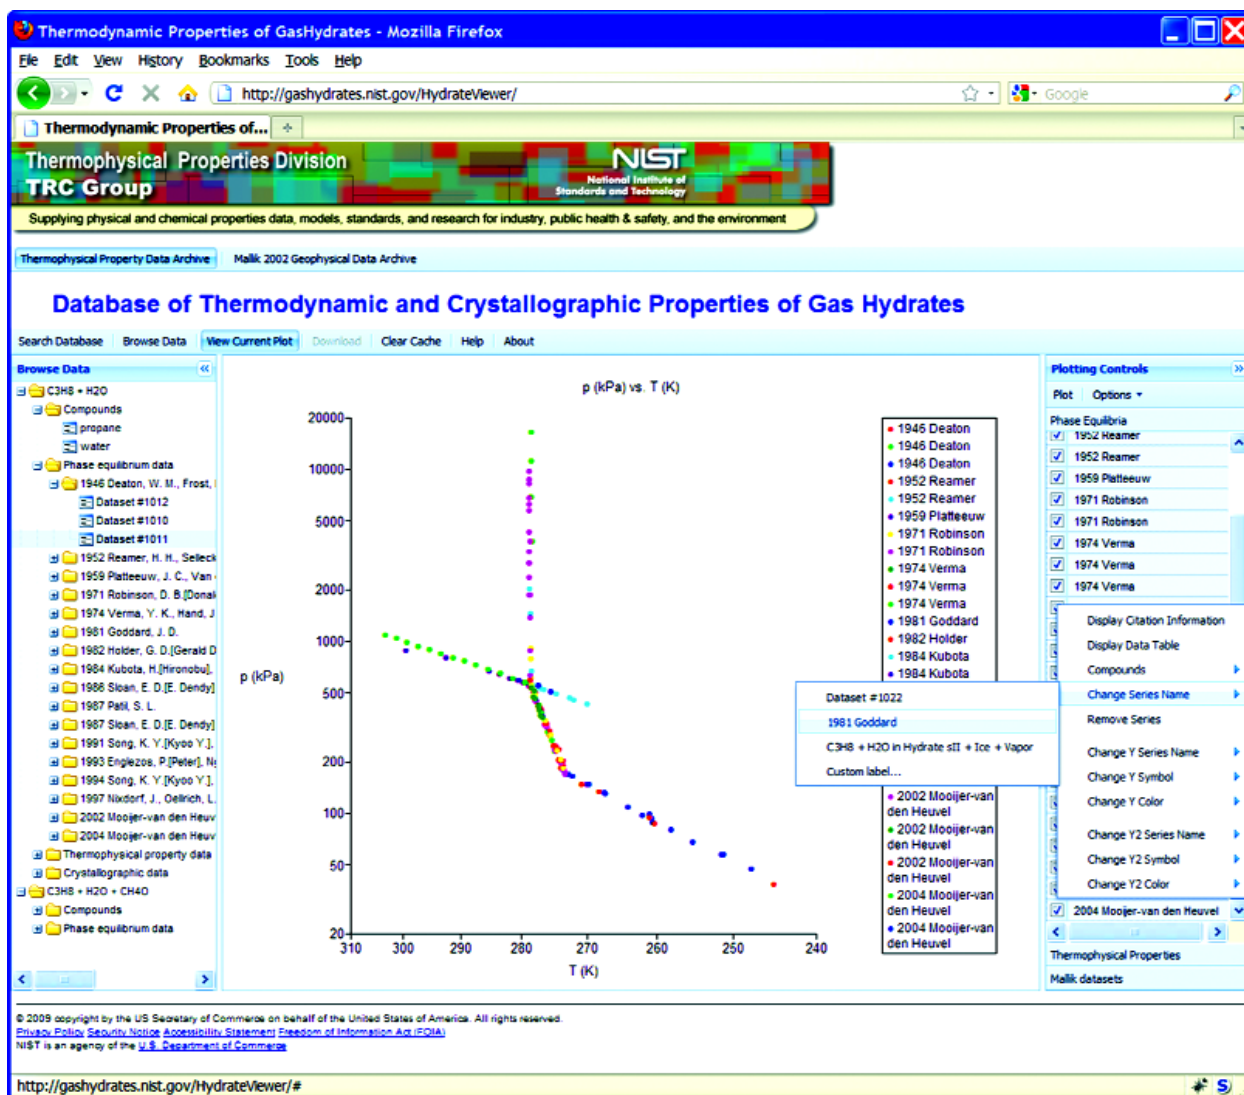 Thermodynamic Properties of GasHydrates - Mozilla Firefox
File Edit View History Bookmarks Tools Help
http://gashydrates.nist.gov/HydrateViewer/
Google
Thermodynamic Properties of...
Thermophysical Properties Division
TRC Group
NIST
National Institute of
Standards and Technology
Supplying physical and chemical properties data, models, standards, and research for industry, public health & safety, and the environment
Thermophysical Property Data Archive Mallik 2002 Geophysical Data Archive
Database of Thermodynamic and Crystallographic Properties of Gas Hydrates
Search Database Browse Data View Current Plot Download Clear Cache Help About
Browse Data
C3H8 + H2O
Compounds
propane
water
Phase equilibrium data
1946 Deaton, W. M., Frost,
Dataset #1012
Dataset #1010
Dataset #1011
1952 Reamer, H. H., Selleck
1959 Platteeuw, J. C., Van
1971 Robinson, D. B.[Donal
1974 Verma, Y. K., Hand, J
1981 Goddard, J. D.
1982 Holder, G. D.[Gerald D
1984 Kubota, H.[Hironobu],
1986 Sloan, E. D.[E. Dendy]
1987 Patil, S. L.
1987 Sloan, E. D.[E. Dendy]
1991 Song, K. Y.[Kyoo Y.],
1993 Englezos, P.[Peter], N
1994 Song, K. Y.[Kyoo Y.],
1997 Nixdorf, J., Oellrich, L.
2002 Mooijer-van den Heuv
2004 Mooijer-van den Heuv
Thermophysical property data
Crystallographic data
C3H8 + H2O + CH4O
Compounds
Phase equilibrium data
p (kPa) vs. T (K)
20000
10000
5000
2000
1000
500
200
100
50
20
p (kPa)
310 300 290 280 270 260 250 240
T (K)
1946 Deaton
1946 Deaton
1946 Deaton
1952 Reamer
1952 Reamer
1959 Platteeuw
1971 Robinson
1971 Robinson
1974 Verma
1974 Verma
1974 Verma
1981 Goddard
1982 Holder
1984 Kubota
1984 Kubota
2002 Mooijer-van
den Heuvel
2002 Mooijer-van
den Heuvel
2002 Mooijer-van
den Heuvel
2004 Mooijer-van
den Heuvel
2004 Mooijer-van
den Heuvel
Dataset #1022
1981 Goddard
C3H8 + H2O in Hydrate sII + Ice + Vapor
Custom label...
Plotting Controls
Plot Options
Phase Equilibria
1952 Reamer
1952 Reamer
1959 Platteeuw
1971 Robinson
1971 Robinson
1974 Verma
1974 Verma
1974 Verma
Display Citation Information
Display Data Table
Compounds
Change Series Name
Remove Series
Change Y Series Name
Change Y Symbol
Change Y Color
Change Y2 Series Name
Change Y2 Symbol
Change Y2 Color
2004 Mooijer-van den Heuvel
Thermophysical Properties
Mallik datasets
© 2009 copyright by the US Secretary of Commerce on behalf of the United States of America. All rights reserved.
Privacy Policy Security Notice Accessibility Statement Freedom of Information Act (FOIA)
NIST is an agency of the U.S. Department of Commerce
http://gashydrates.nist.gov/HydrateViewer/#